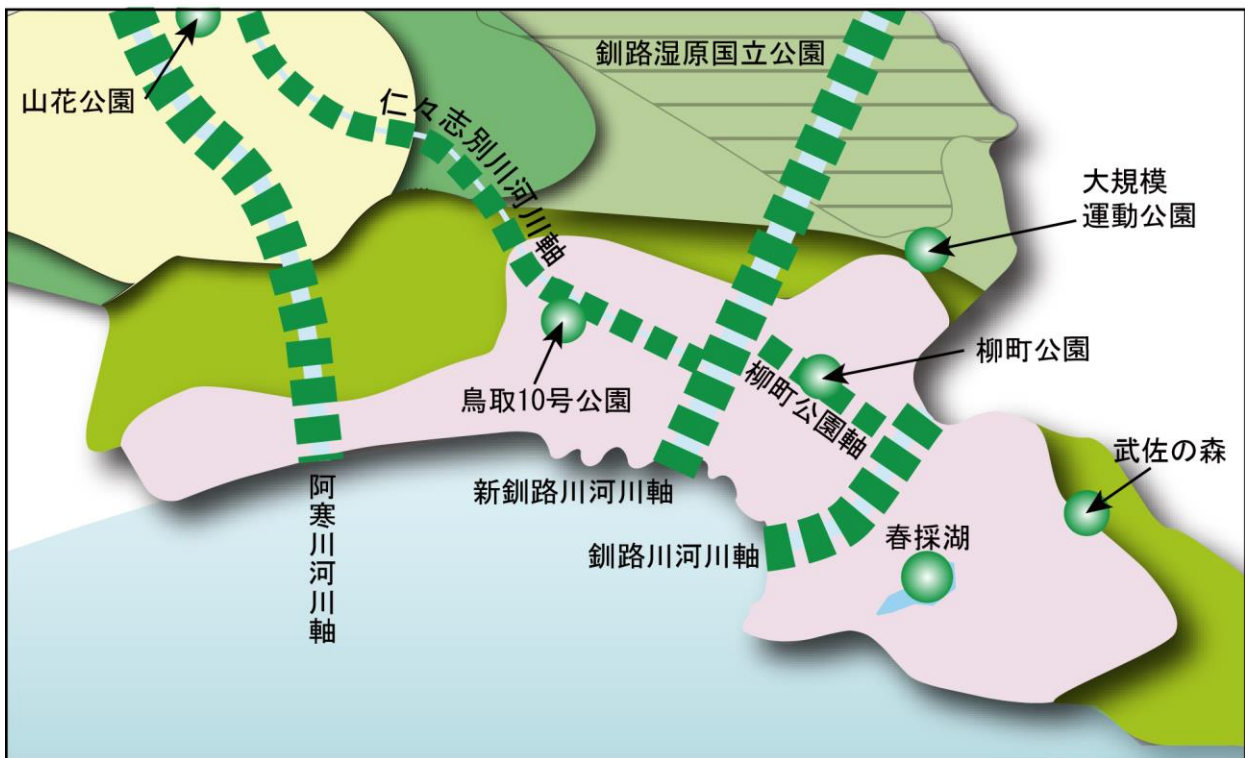 釧路湿原国立公園
山花公園
仁々志別川河川軸
大規模
運動公園
柳町公園
鳥取10号公園
柳町公園軸
武佐の森
阿寒川河川軸
新釧路川河川軸
春採湖
釧路川河川軸